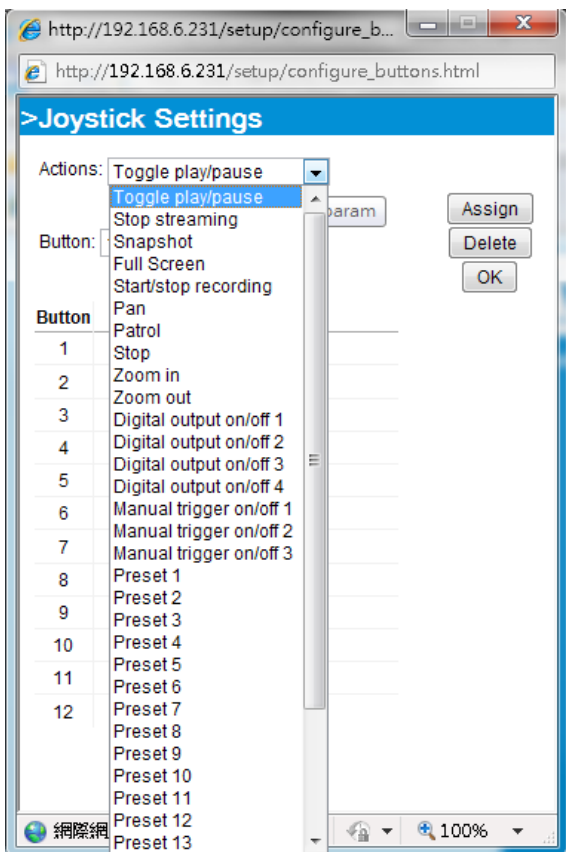 http://192.168.6.231/setup/configure_b...
http://192.168.6.231/setup/configure_buttons.html
>Joystick Settings
Actions: Toggle play/pause
Toggle play/pause
param
Assign
Stop streaming
Button: Snapshot
Delete
Full Screen
OK
Start/stop recording
Button
Pan
Patrol
1
Stop
2
Zoom in
Zoom out
3
Digital output on/off 1
4
Digital output on/off 2
Digital output on/off 3
5
Digital output on/off 4
6
Manual trigger on/off 1
Manual trigger on/off 2
7
Manual trigger on/off 3
8
Preset 1
Preset 2
9
Preset 3
10
Preset 4
Preset 5
11
Preset 6
12
Preset 7
Preset 8
Preset 9
Preset 10
Preset 11
Preset 12
網際網
100%
Preset 13